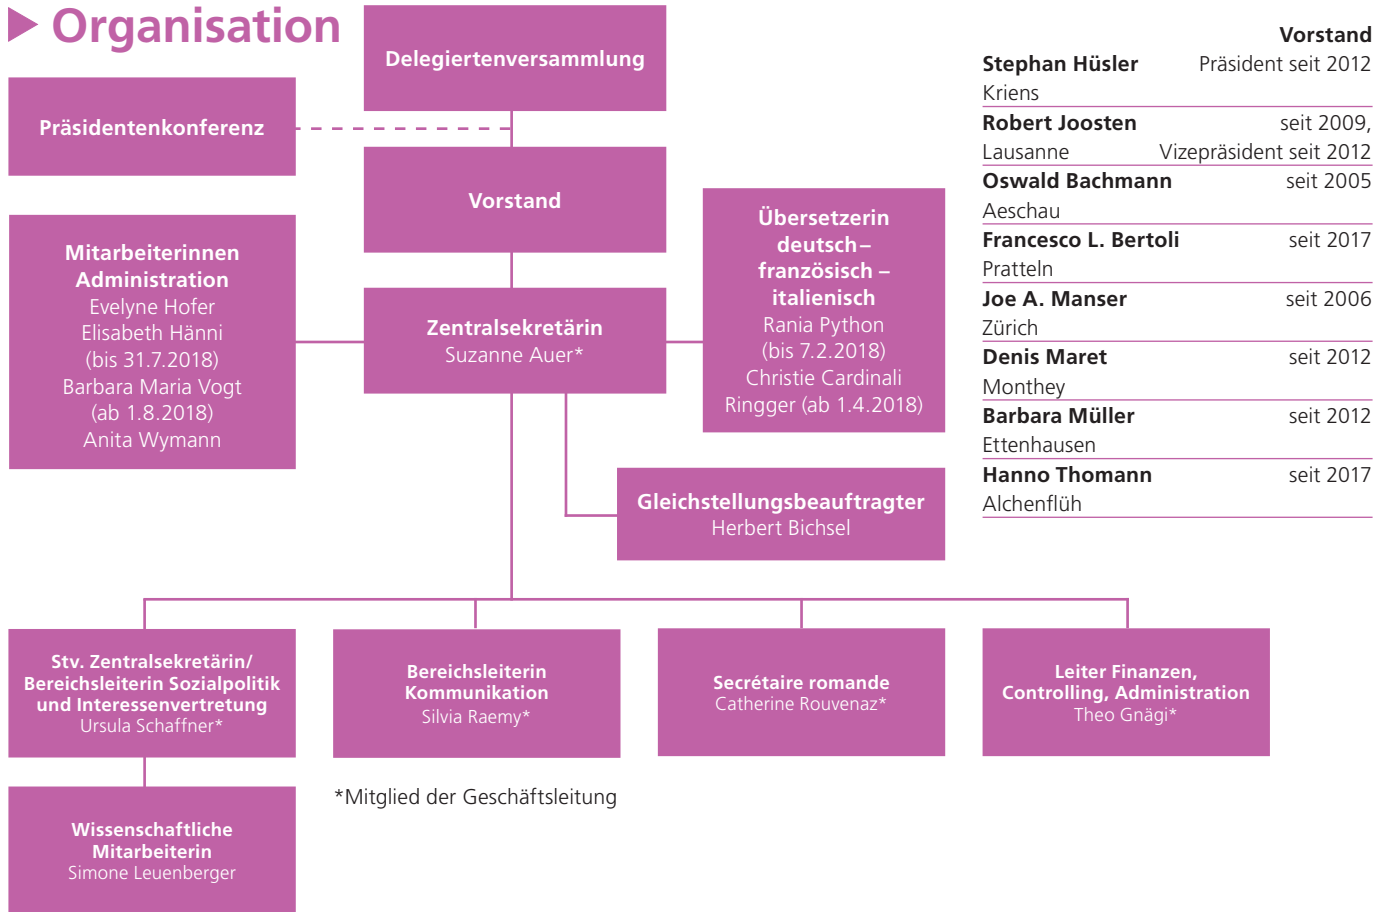 Organisation
Delegiertenversammlung
Präsidentenkonferenz
Vorstand
Mitarbeiterinnen
Administration
Evelyne Hofer
Elisabeth Hänni
(bis 31.7.2018)
Barbara Maria Vogt
(ab 1.8.2018)
Anita Wymann
Zentralsekretärin
Suzanne Auer*
Übersetzerin
deutsch–
französisch –
italienisch
Rania Python
(bis 7.2.2018)
Christie Cardinali
Ringger (ab 1.4.2018)
Gleichstellungsbeauftragter
Herbert Bichsel
Stv. Zentralsekretärin/
Bereichsleiterin Sozialpolitik
und Interessenvertretung
Ursula Schaffner*
Bereichsleiterin
Kommunikation
Silvia Raemy*
Secrétaire romande
Catherine Rouvenaz*
Leiter Finanzen,
Controlling, Administration
Theo Gnägi*
Wissenschaftliche
Mitarbeiterin
Simone Leuenberger
*Mitglied der Geschäftsleitung
Vorstand
Stephan Hüsler Präsident seit 2012
Kriens
Robert Joosten seit 2009,
Lausanne Vizepräsident seit 2012
Oswald Bachmann seit 2005
Aeschau
Francesco L. Bertoli seit 2017
Pratteln
Joe A. Manser seit 2006
Zürich
Denis Maret seit 2012
Monthey
Barbara Müller seit 2012
Ettenhausen
Hanno Thomann seit 2017
Alchenflüh